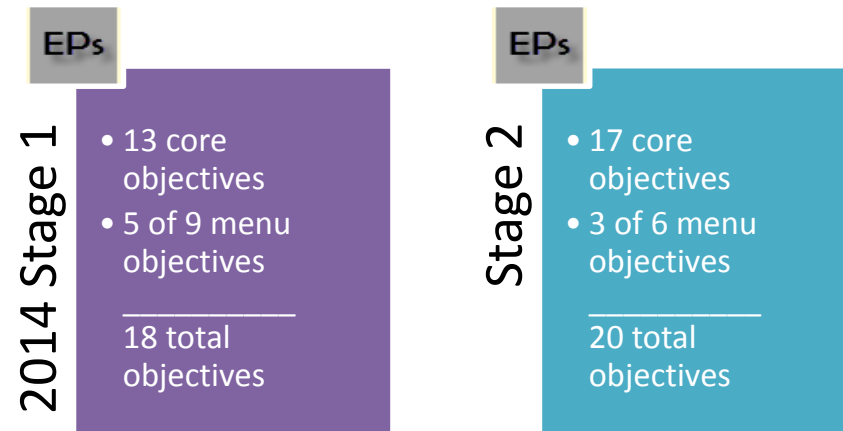 EPs
2014 Stage 1
• 13 core
objectives
• 5 of 9 menu
objectives
__________
18 total
objectives
EPs
Stage 2
• 17 core
objectives
• 3 of 6 menu
objectives
__________
20 total
objectives